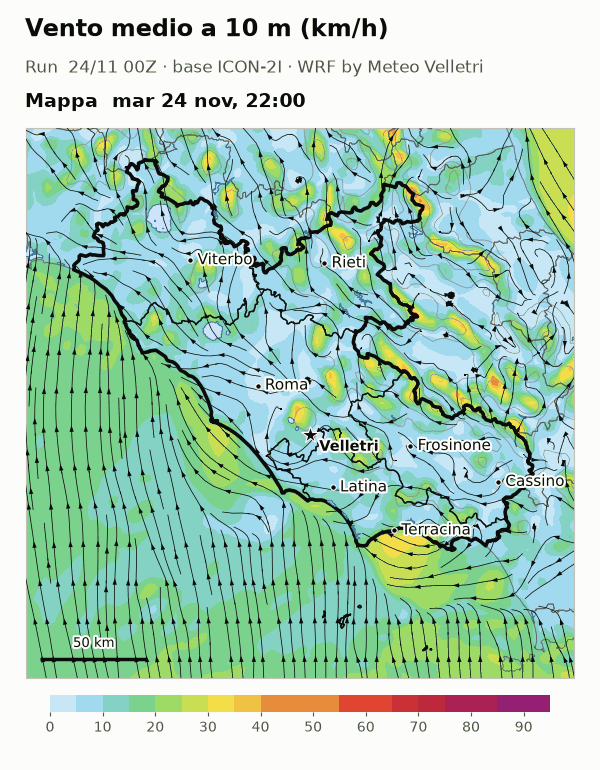 Vento medio a 10 m (km/h)
Run  24/11 00Z · base ICON-2I · WRF by Meteo Velletri
Mappa  mar 24 nov, 22:00
Viterbo
Rieti
Roma
Velletri
Frosinone
Cassino
Latina
Terracina
50 km
0 10 20 30 40 50 60 70 80 90